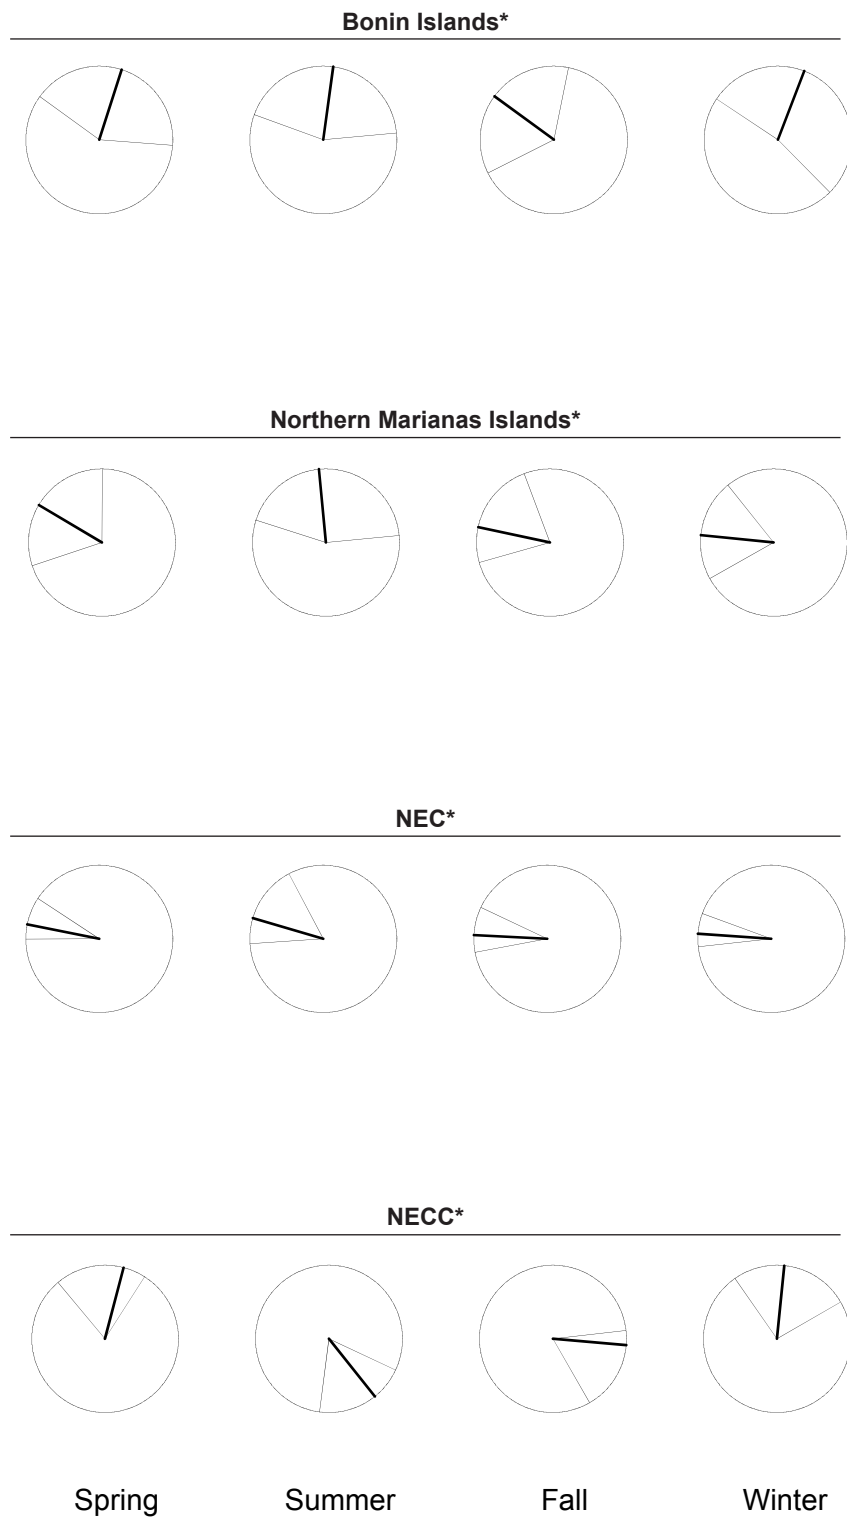 Bonin Islands*
Northern Marianas Islands*
NEC*
NECC*
Spring Summer Fall Winter